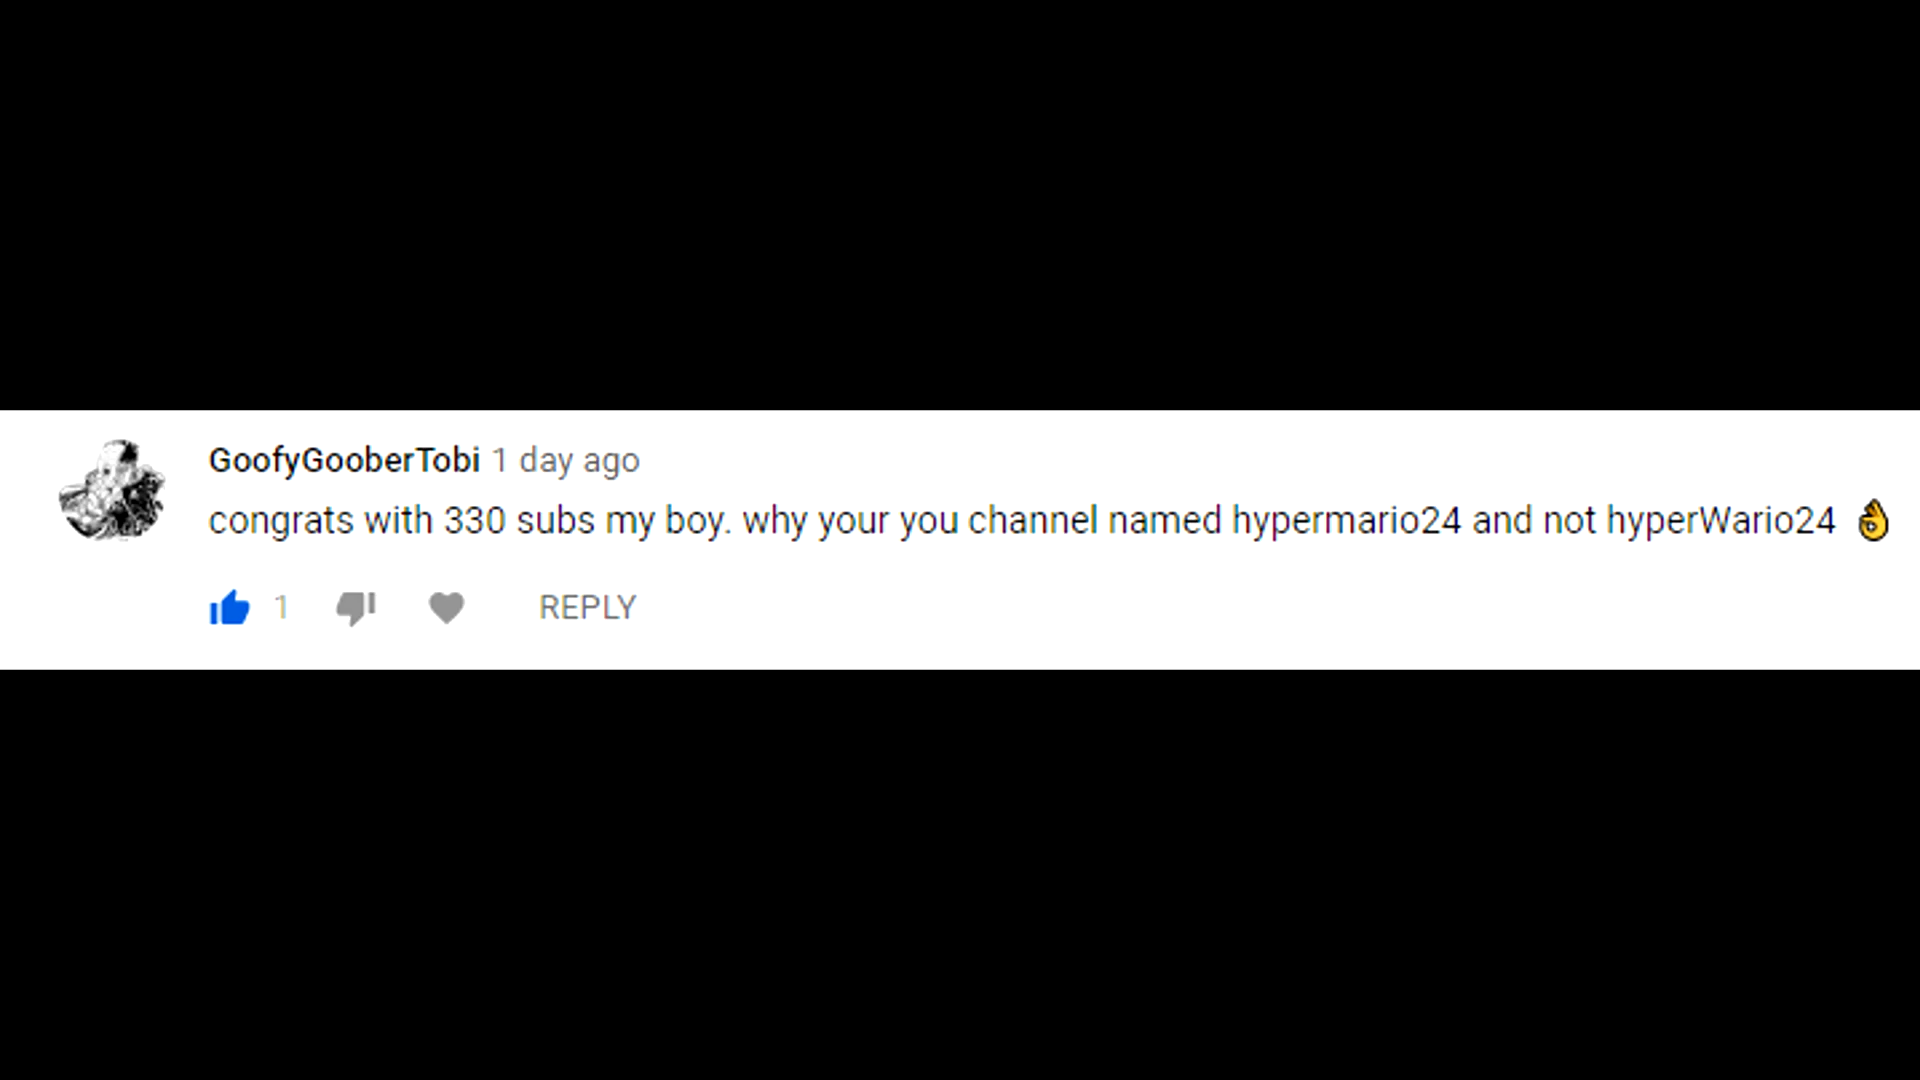 GoofyGooberTobi 1 day ago
congrats with 330 subs my boy. why your you channel named hypermario24 and not hyperWario24 👌
1 REPLY